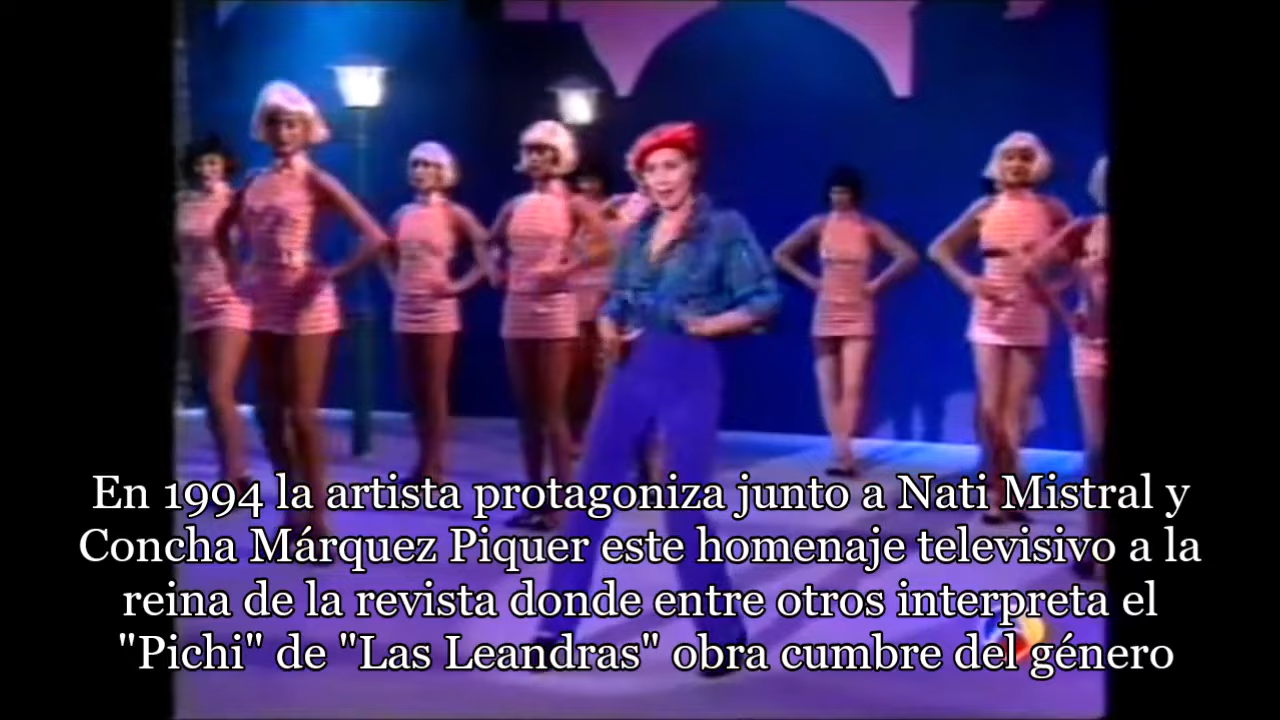 En 1994 la artista protagoniza junto a Nati Mistral y
Concha Márquez Piquer este homenaje televisivo a la
reina de la revista donde entre otros interpreta el
"Pichi" de "Las Leandras" obra cumbre del género